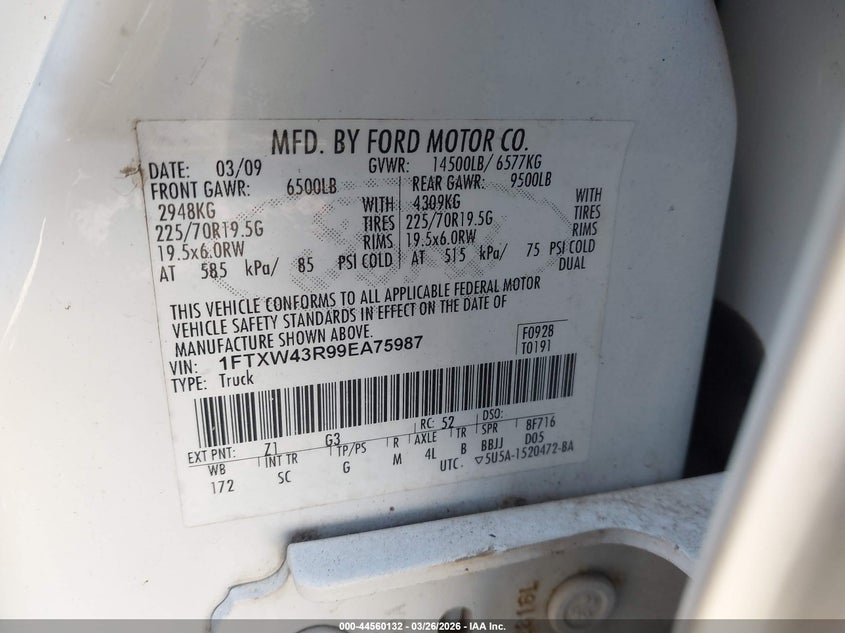 MFD. BY FORD MOTOR CO.
DATE: 03/09 GVWR: 14500LB/ 6577KG
FRONT GAWR: 6500LB REAR GAWR: 9500LB
2948KG WITH 4309KG WITH
225/70R19.5G TIRES 225/70R19.5G TIRES
19.5x6.0RW RIMS 19.5x6.0RW RIMS
AT 585 kPa/ 85 PSI COLD AT 515 kPa/ 75 PSI COLD
DUAL
THIS VEHICLE CONFORMS TO ALL APPLICABLE FEDERAL MOTOR
VEHICLE SAFETY STANDARDS IN EFFECT ON THE DATE OF
MANUFACTURE SHOWN ABOVE.
VIN: 1FTXW43R99EA75987 F0928
TYPE: Truck T0191
EXT PNT: Z1 G3 RC: 52 DSO:
WB INT TR TP/PS R AXLE TR SPR 8F716
172 SC G M 4L B BBJJ D05
UTC. ▽5U5A-1520472-BA
000-44560132 - 03/26/2026 - IAA Inc.